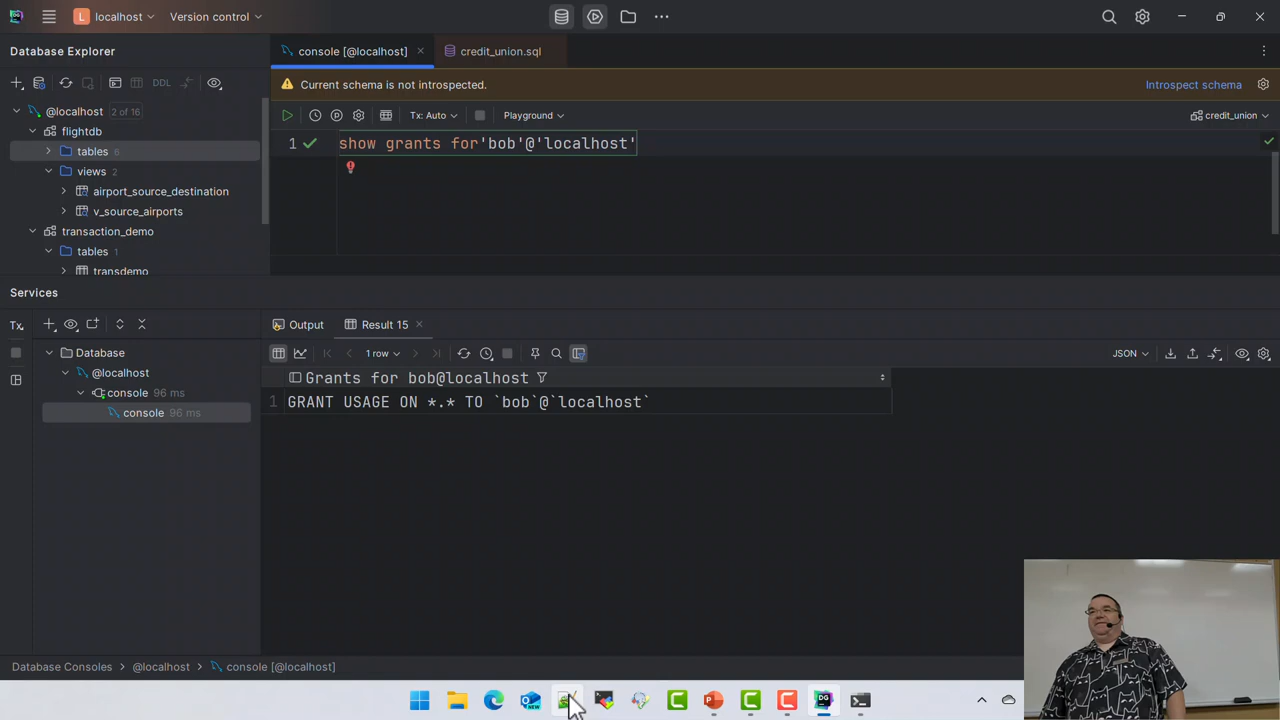 L localhost Version control
Database Explorer
console [@localhost]
credit_union.sql
DDL
Current schema is not introspected.
Introspect schema
@localhost 2 of 16
flightdb
tables 6
views 2
airport_source_destination
v_source_airports
transaction_demo
tables 1
transdemo
Tx: Auto
Playground
credit_union
1 show grants for'bob'@'localhost'
Services
Tx
Database
@localhost
console 96 ms
console 96 ms
Output
Result 15
1 row
JSON
Grants for bob@localhost
1 GRANT USAGE ON *.* TO `bob`@`localhost`
Database Consoles > @localhost > console [@localhost]
NEW
DG